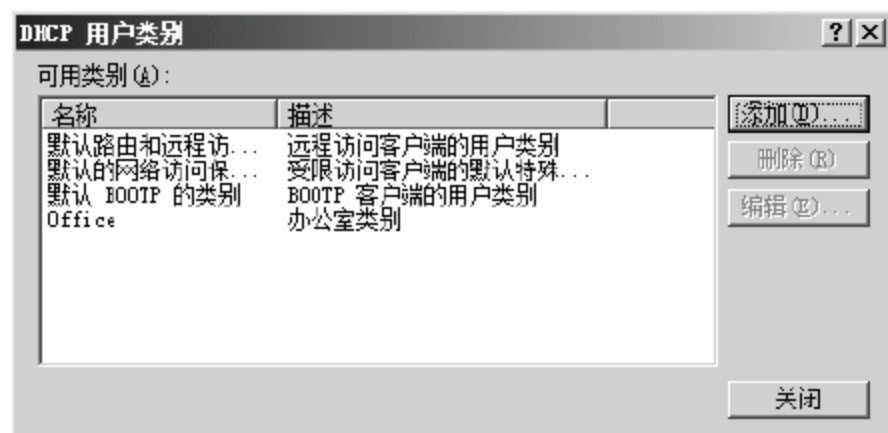 DHCP 用户类别
可用类别(A):
名称 描述
默认路由和远程访... 远程访问客户端的用户类别
默认的网络访问保... 受限访问客户端的默认特殊...
默认 BOOTP 的类别 BOOTP 客户端的用户类别
Office 办公室类别
添加(D)...
删除(R)
编辑(E)...
关闭